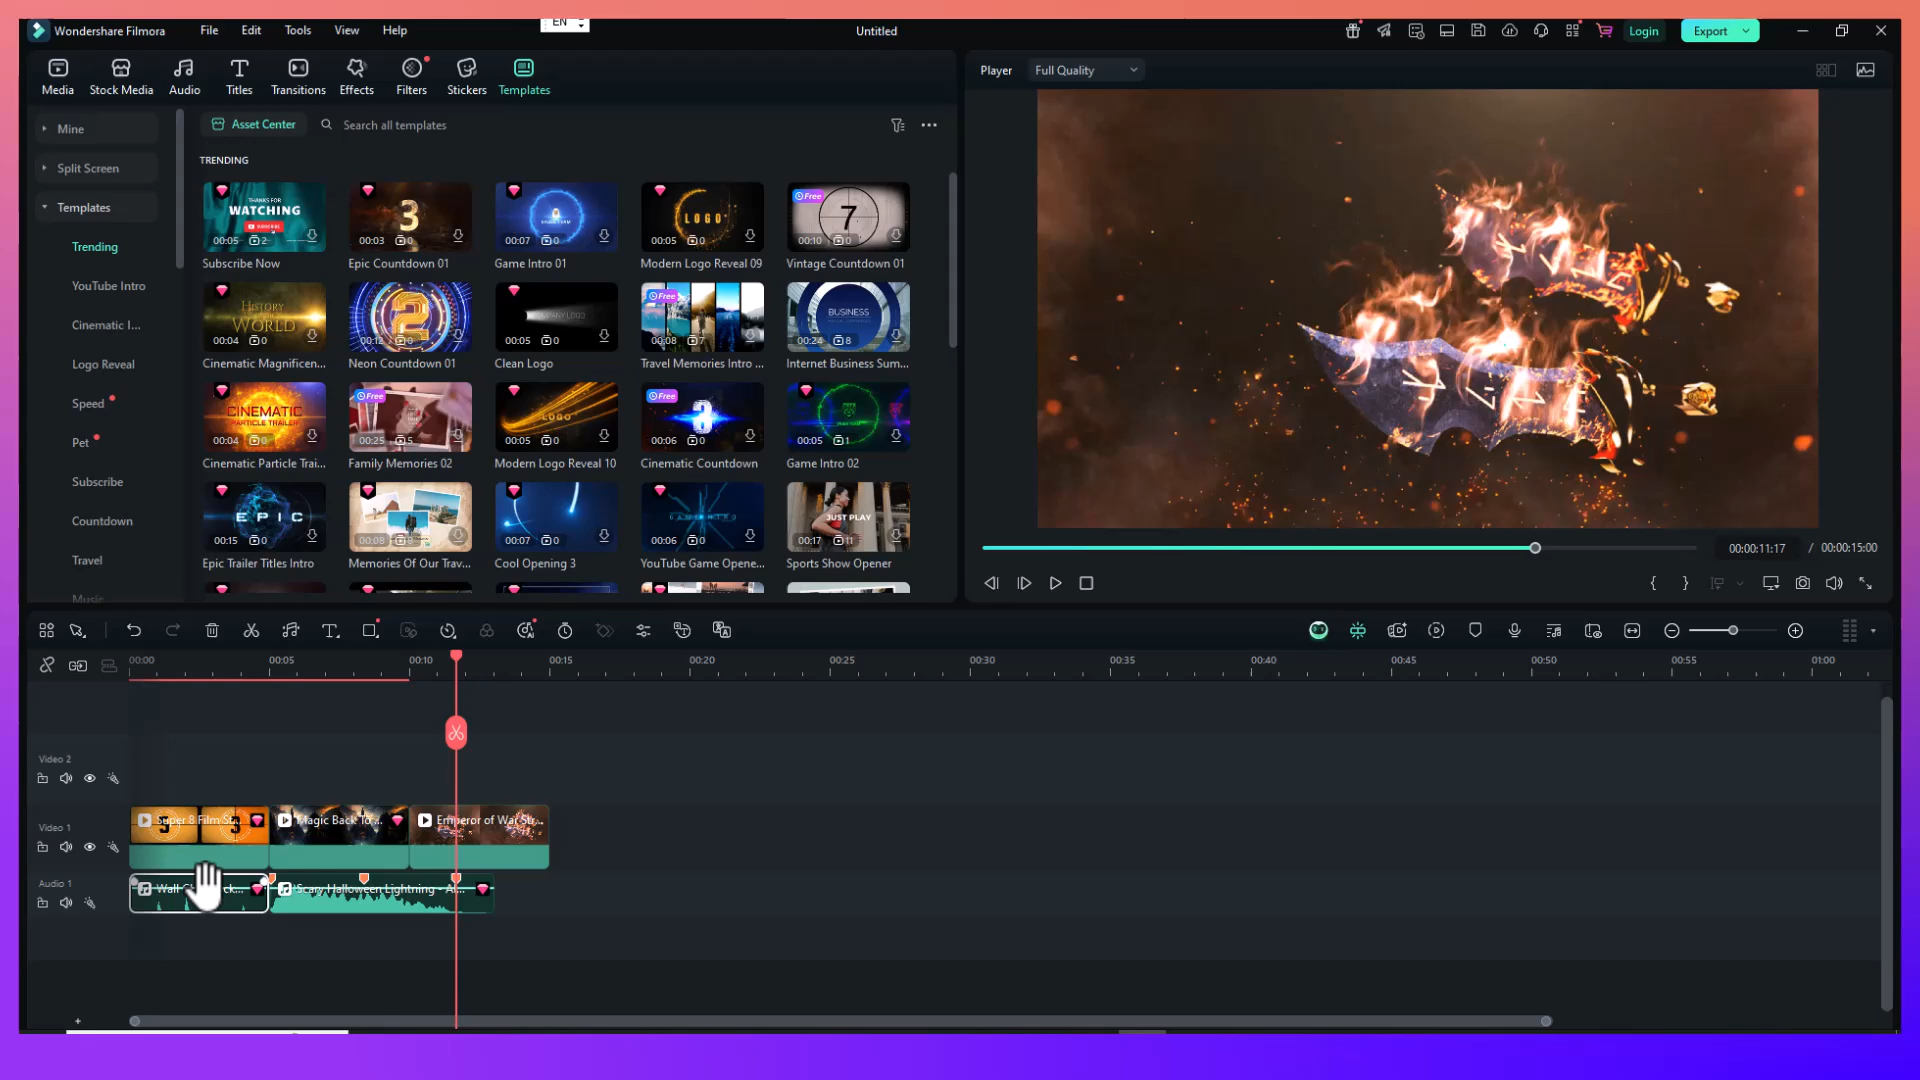 Wondershare Filmora
File
Edit
Tools
View
Help
EN
Untitled
Login
Export
Media
Stock Media
Audio
Titles
Transitions
Effects
Filters
Stickers
Templates
Player
Full Quality
Mine
Split Screen
Templates
Trending
YouTube Intro
Cinematic I...
Logo Reveal
Speed
Pet
Subscribe
Countdown
Travel
Music
Asset Center
Search all templates
TRENDING
THANKS FOR
WATCHING
SUBSCRIBE
00:05 2
Subscribe Now
3
00:03 0
Epic Countdown 01
00:07 0
Game Intro 01
LOGO
00:05 0
Modern Logo Reveal 09
Free
7
00:10 0
Vintage Countdown 01
HISTORY
OF THE
WORLD
00:04 0
Cinematic Magnificen...
2
00:12 0
Neon Countdown 01
COMPANY LOGO
00:05 0
Clean Logo
Free
00:08 7
Travel Memories Intro ...
BUSINESS
00:24 8
Internet Business Sum...
CINEMATIC
PARTICLE TRAILER
00:04 0
Cinematic Particle Trai...
Free
00:25 5
Family Memories 02
LOGO
00:05 0
Modern Logo Reveal 10
Free
3
00:06 0
Cinematic Countdown
00:05 1
Game Intro 02
EPIC
00:15 0
Epic Trailer Titles Intro
00:08
Memories Of Our Trav...
00:07 0
Cool Opening 3
00:06 0
YouTube Game Opene...
JUST PLAY
00:17 11
Sports Show Opener
00:00:11:17 / 00:00:15:00
00:00
00:05
00:10
00:15
00:20
00:25
00:30
00:35
00:40
00:45
00:50
00:55
01:00
Video 2
Video 1
Super 8 Film St...
Magic Back To ...
Emperor of War Str...
Audio 1
Scary Halloween Lightning - A...